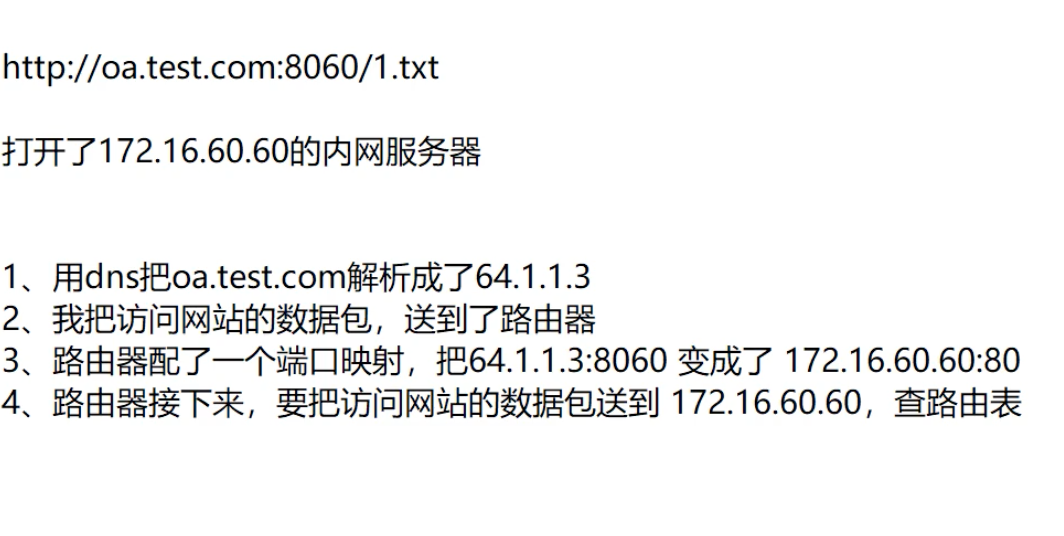 http://oa.test.com:8060/1.txt
打开了172.16.60.60的内网服务器
1、用dns把oa.test.com解析成了64.1.1.3
2、我把访问网站的数据包，送到了路由器
3、路由器配了一个端口映射，把64.1.1.3:8060 变成了 172.16.60.60:80
4、路由器接下来，要把访问网站的数据包送到 172.16.60.60，查路由表